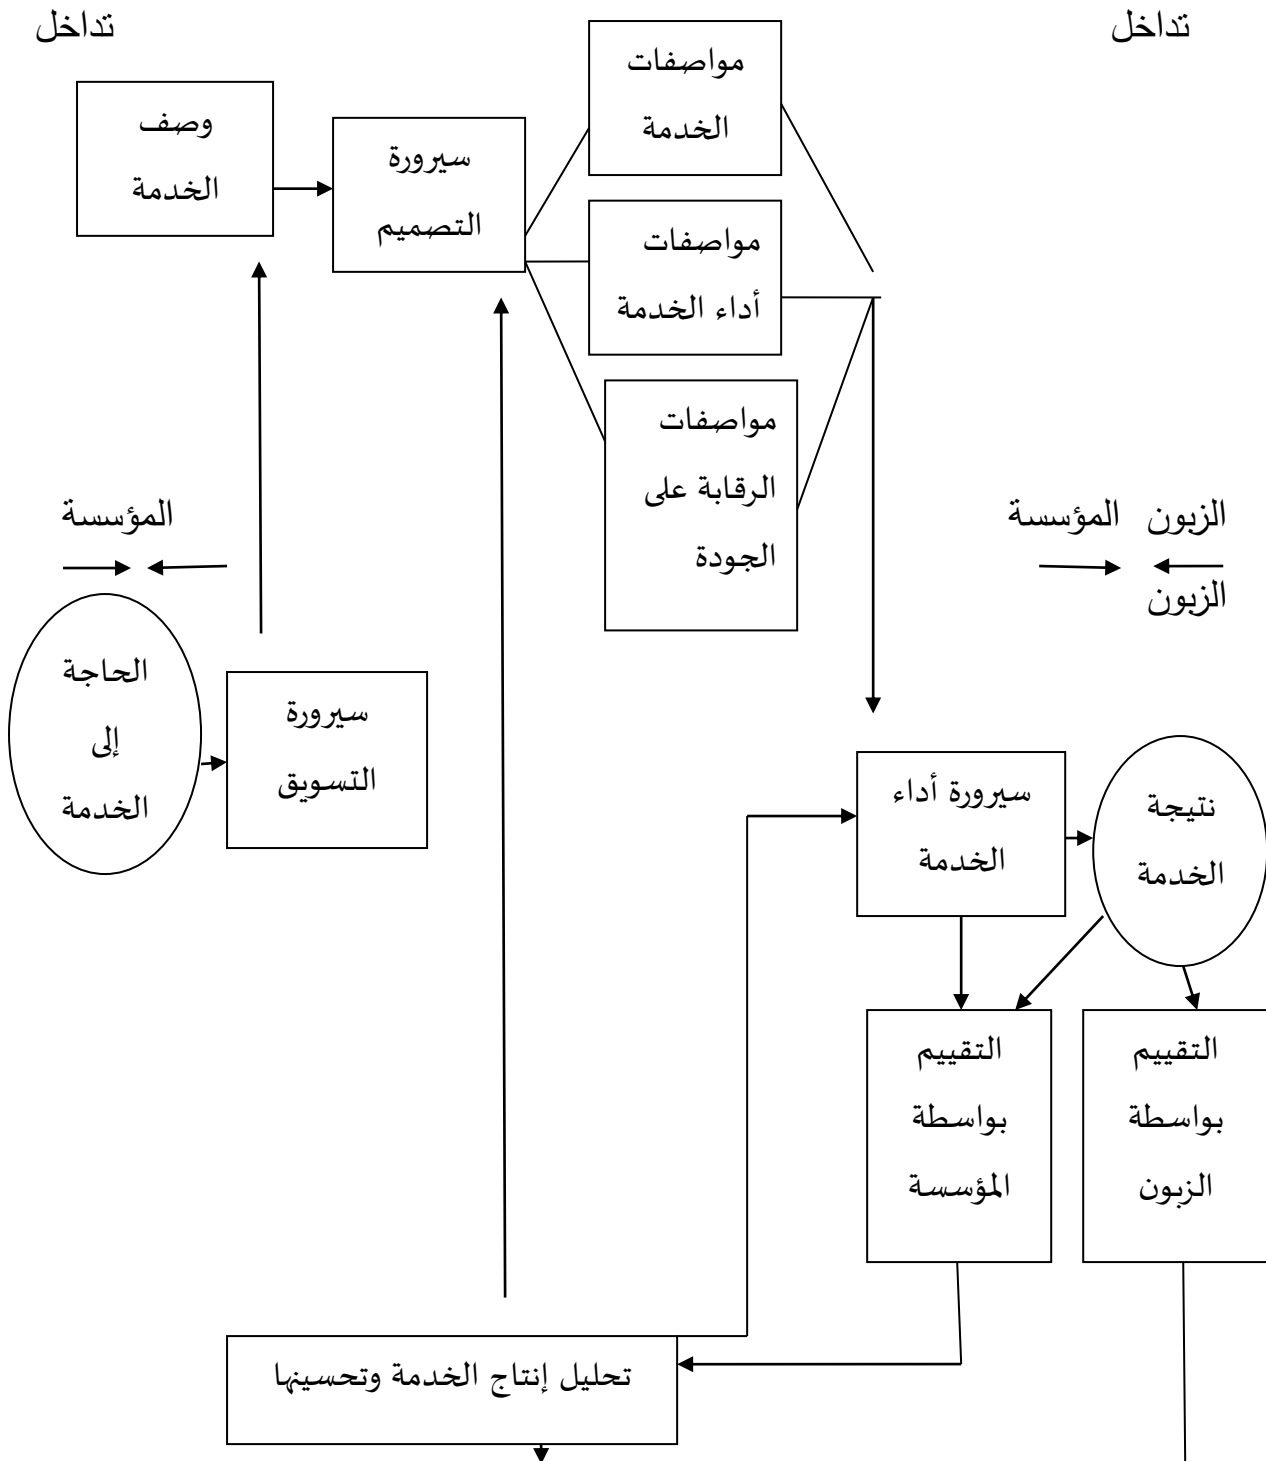 تداخل
تداخل
مواصفات
الخدمة
وصف
الخدمة
سيرورة
التصميم
مواصفات
أداء الخدمة
مواصفات
الرقابة على
الجودة
الزبون
المؤسسة
المؤسسة
الزبون
الحاجة
إلى
الخدمة
سيرورة
التسويق
سيرورة أداء
الخدمة
نتيجة
الخدمة
التقييم
بواسطة
المؤسسة
التقييم
بواسطة
الزبون
تحليل إنتاج الخدمة وتحسينها